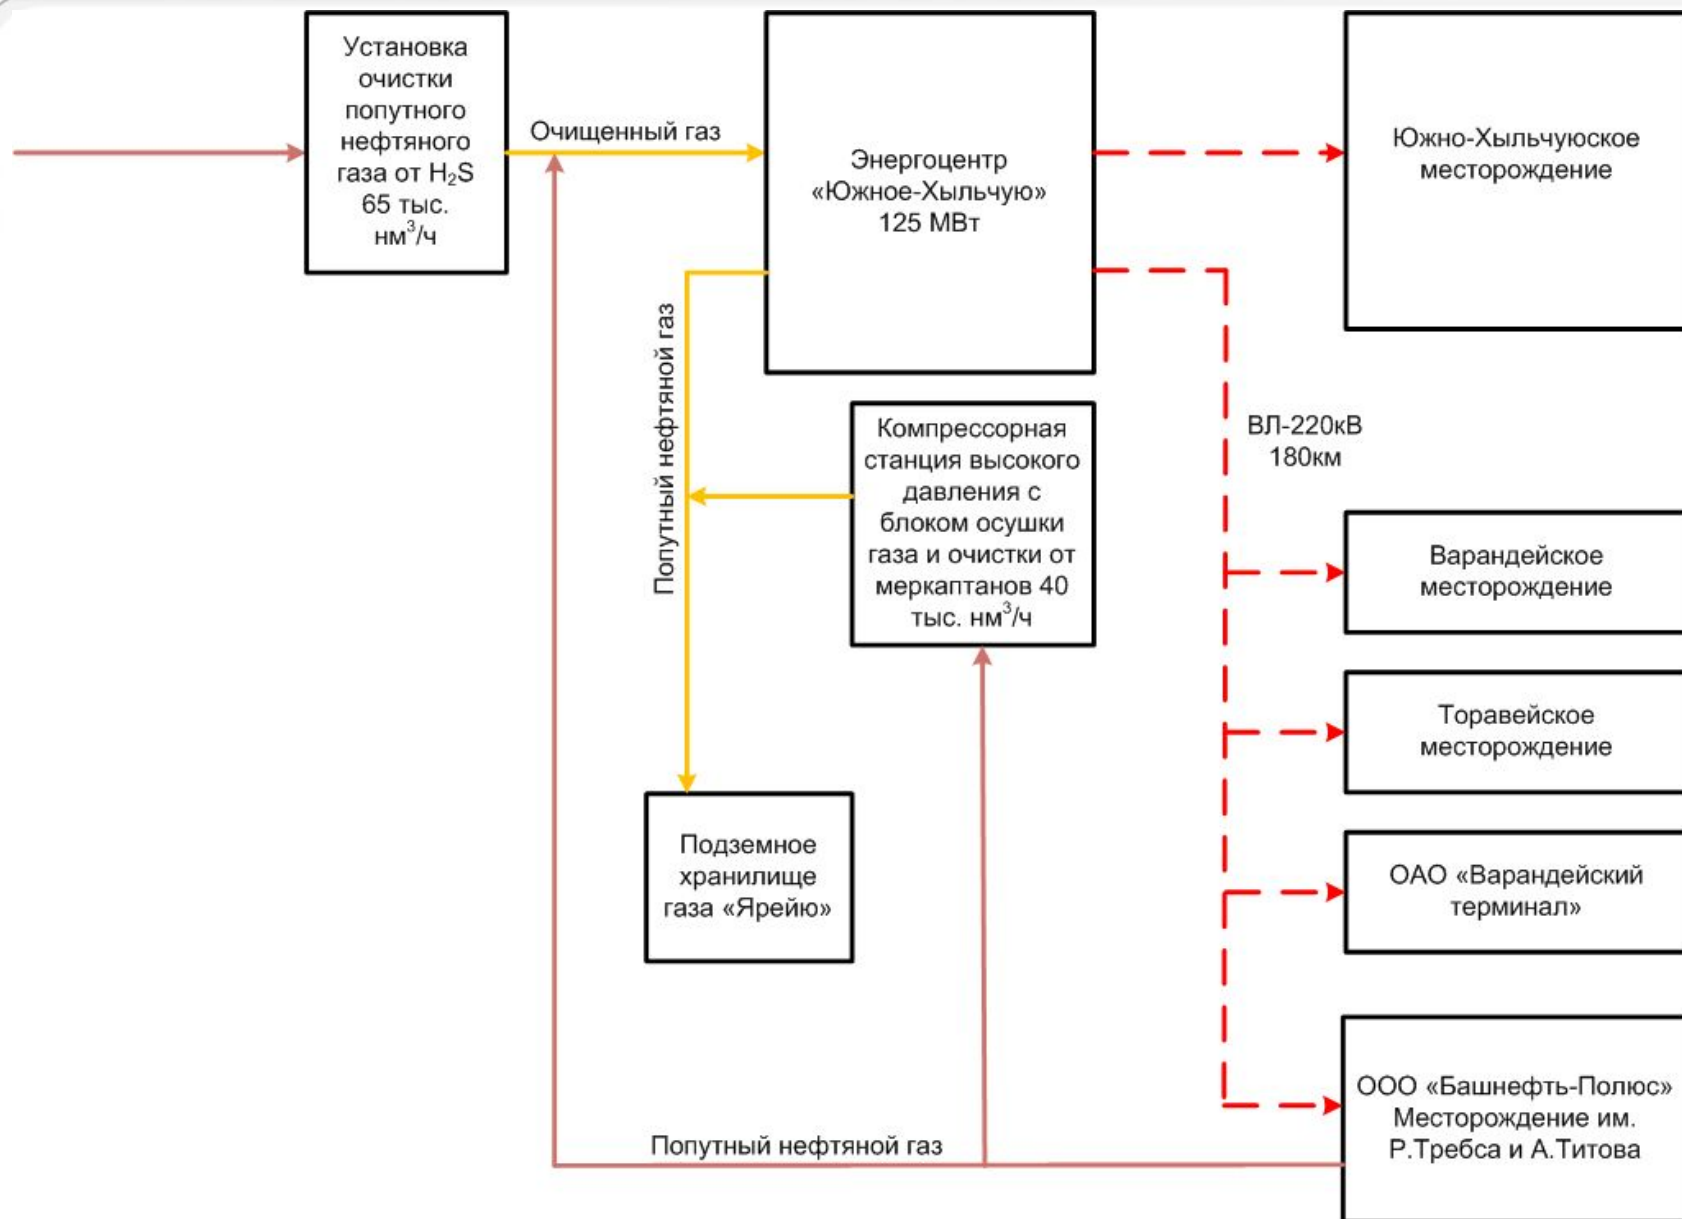 Установка
очистки
попутного
нефтяного
газа от H₂S
65 тыс.
нм³/ч
Очищенный газ
Энергоцентр
«Южное-Хыльчую»
125 МВт
Южно-Хыльчуюское
месторождение
Попутный нефтяной газ
Компрессорная
станция высокого
давления с
блоком осушки
газа и очистки от
меркаптанов 40
тыс. нм³/ч
ВЛ-220кВ
180км
Варандейское
месторождение
Торавейское
месторождение
Подземное
хранилище
газа «Ярейю»
ОАО «Варандейский
терминал»
ООО «Башнефть-Полюс»
Месторождение им.
Р.Требса и А.Титова
Попутный нефтяной газ